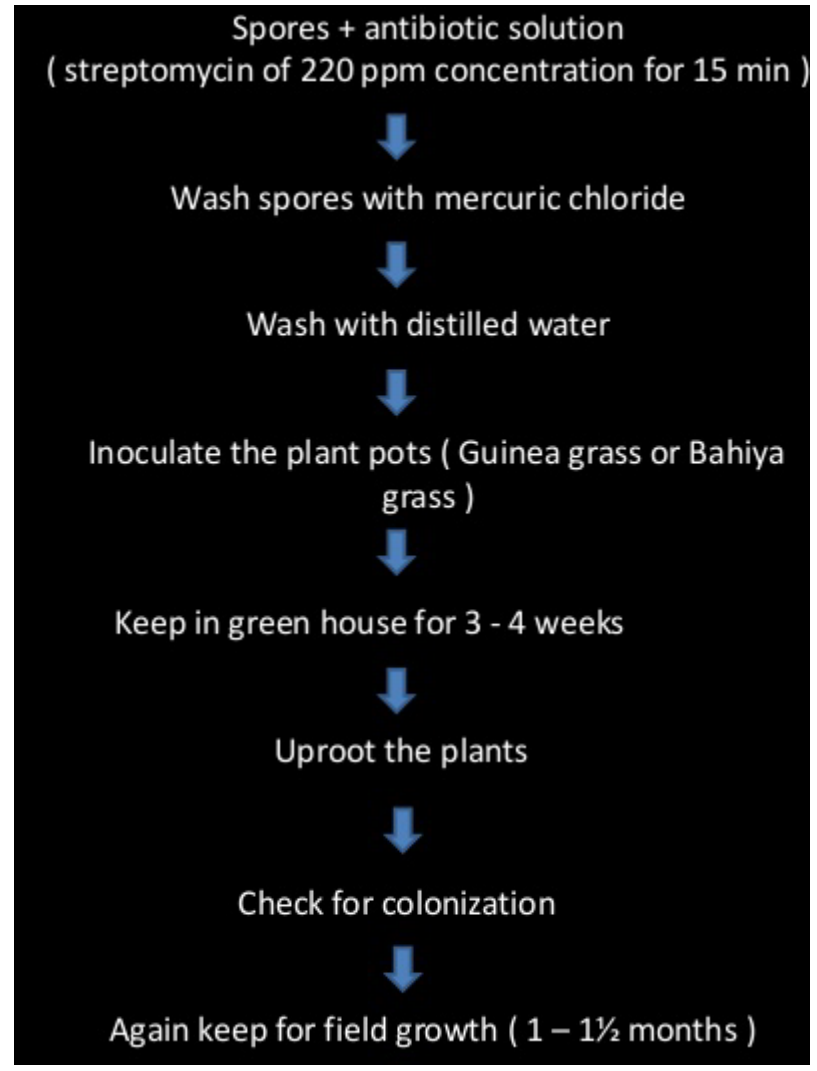 Spores + antibiotic solution
( streptomycin of 220 ppm concentration for 15 min )
Wash spores with mercuric chloride
Wash with distilled water
Inoculate the plant pots ( Guinea grass or Bahiya
grass )
Keep in green house for 3 - 4 weeks
Uproot the plants
Check for colonization
Again keep for field growth ( 1 – 1½ months )